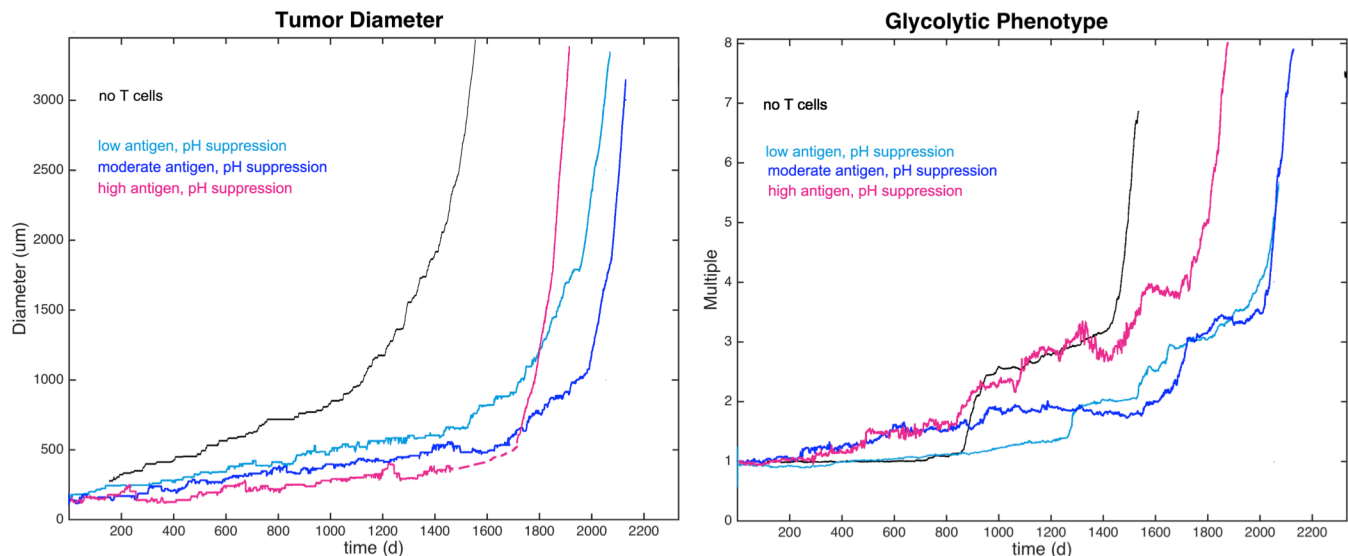 Tumor Diameter
3000
2500
2000
1500
1000
500
0
Diameter (um)
no T cells
low antigen, pH suppression
moderate antigen, pH suppression
high antigen, pH suppression
200 400 600 800 1000 1200 1400 1600 1800 2000 2200
time (d)
Glycolytic Phenotype
8
7
6
5
4
3
2
1
0
Multiple
no T cells
low antigen, pH suppression
moderate antigen, pH suppression
high antigen, pH suppression
200 400 600 800 1000 1200 1400 1600 1800 2000 2200
time (d)